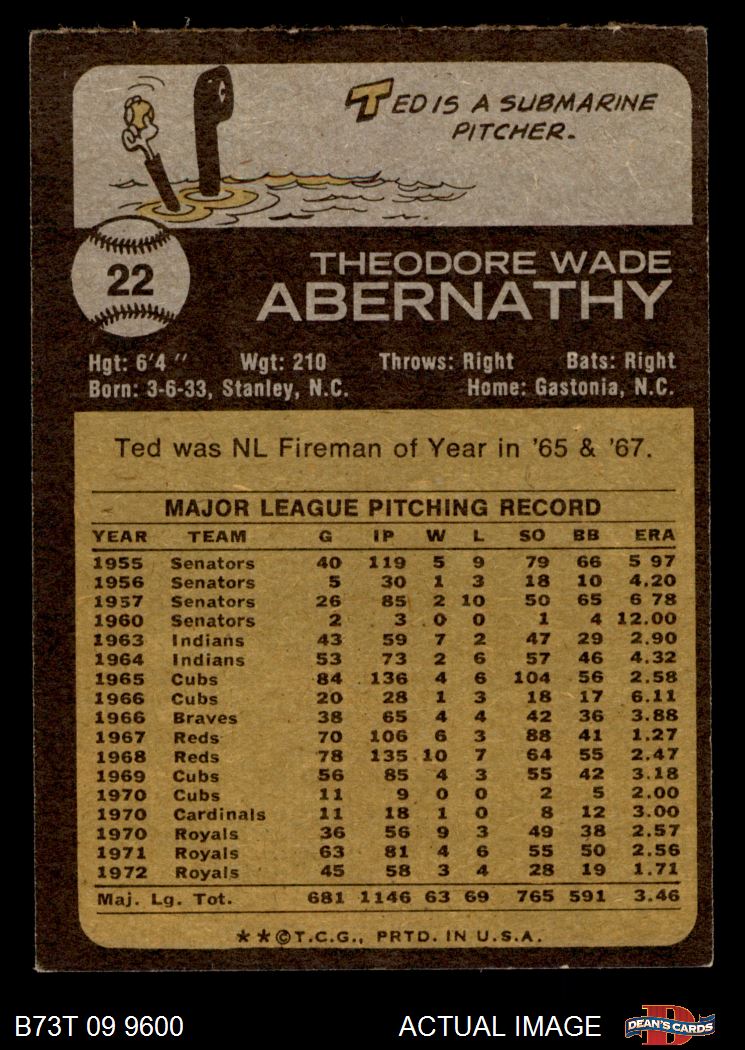 TED IS A SUBMARINE
PITCHER.
C
22
THEODORE WADE
ABERNATHY
Hgt: 6'4" Wgt: 210 Throws: Right Bats: Right
Born: 3-6-33, Stanley, N.C. Home: Gastonia, N.C.
Ted was NL Fireman of Year in '65 & '67.
MAJOR LEAGUE PITCHING RECORD
YEAR TEAM G IP W L SO BB ERA
1955 Senators 40 119 5 9 79 66 5 97
1956 Senators 5 30 1 3 18 10 4.20
1957 Senators 26 85 2 10 50 65 6 78
1960 Senators 2 3 0 0 1 4 12.00
1963 Indians 43 59 7 2 47 29 2.90
1964 Indians 53 73 2 6 57 46 4.32
1965 Cubs 84 136 4 6 104 56 2.58
1966 Cubs 20 28 1 3 18 17 6.11
1966 Braves 38 65 4 4 42 36 3.88
1967 Reds 70 106 6 3 88 41 1.27
1968 Reds 78 135 10 7 64 55 2.47
1969 Cubs 56 85 4 3 55 42 3.18
1970 Cubs 11 9 0 0 2 5 2.00
1970 Cardinals 11 18 1 0 8 12 3.00
1970 Royals 36 56 9 3 49 38 2.57
1971 Royals 63 81 4 6 55 50 2.56
1972 Royals 45 58 3 4 28 19 1.71
Maj. Lg. Tot. 681 1146 63 69 765 591 3.46
**©T.C.G., PRTD. IN U.S.A.
B73T 09 9600 ACTUAL IMAGE
D
DEAN'S CARDS